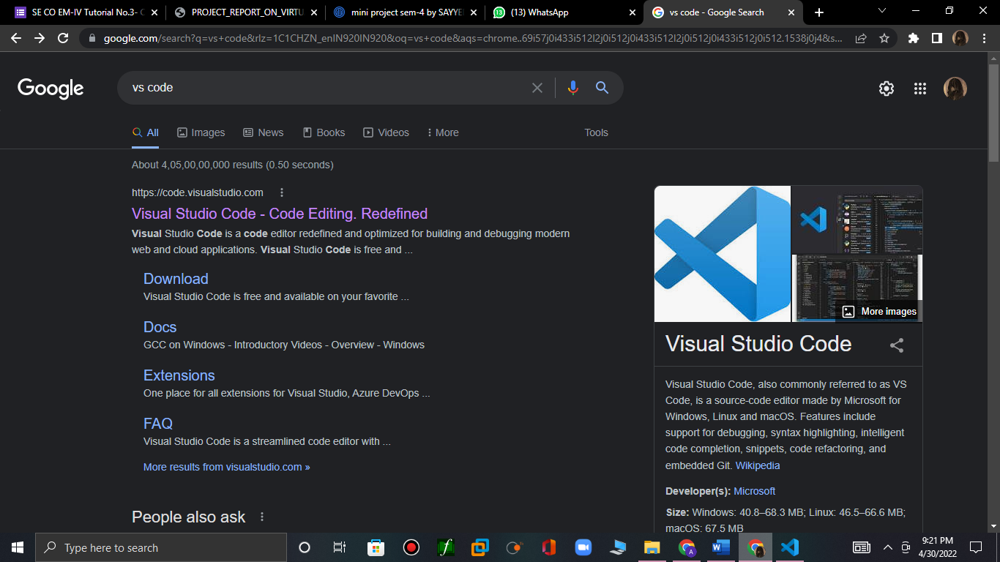 SE CO EM-IV Tutorial No.3- C
PROJECT_REPORT_ON_VIRTU
mini project sem-4 by SAYYE
(13) WhatsApp
vs code - Google Search
google.com/search?q=vs+code&rlz=1C1CHZN_enIN920IN920&oq=vs+code&aqs=chrome..69i57j0i433i512l2j0i512j0i433i512l2j0i512j0i433i512j0i512.1538j0j4&s...
Google
vs code
All
Images
News
Books
Videos
More
Tools
About 4,05,00,00,000 results (0.50 seconds)
https://code.visualstudio.com
Visual Studio Code - Code Editing. Redefined
Visual Studio Code is a code editor redefined and optimized for building and debugging modern
web and cloud applications. Visual Studio Code is free and ...
Download
Visual Studio Code is free and available on your favorite ...
Docs
GCC on Windows - Introductory Videos - Overview - Windows
Extensions
One place for all extensions for Visual Studio, Azure DevOps ...
FAQ
Visual Studio Code is a streamlined code editor with ...
More results from visualstudio.com »
People also ask
More images
Visual Studio Code
Visual Studio Code, also commonly referred to as VS
Code, is a source-code editor made by Microsoft for
Windows, Linux and macOS. Features include
support for debugging, syntax highlighting, intelligent
code completion, snippets, code refactoring, and
embedded Git. Wikipedia
Developer(s): Microsoft
Size: Windows: 40.8–68.3 MB; Linux: 46.5–66.6 MB;
macOS: 67.5 MB
Type here to search
9:21 PM
4/30/2022